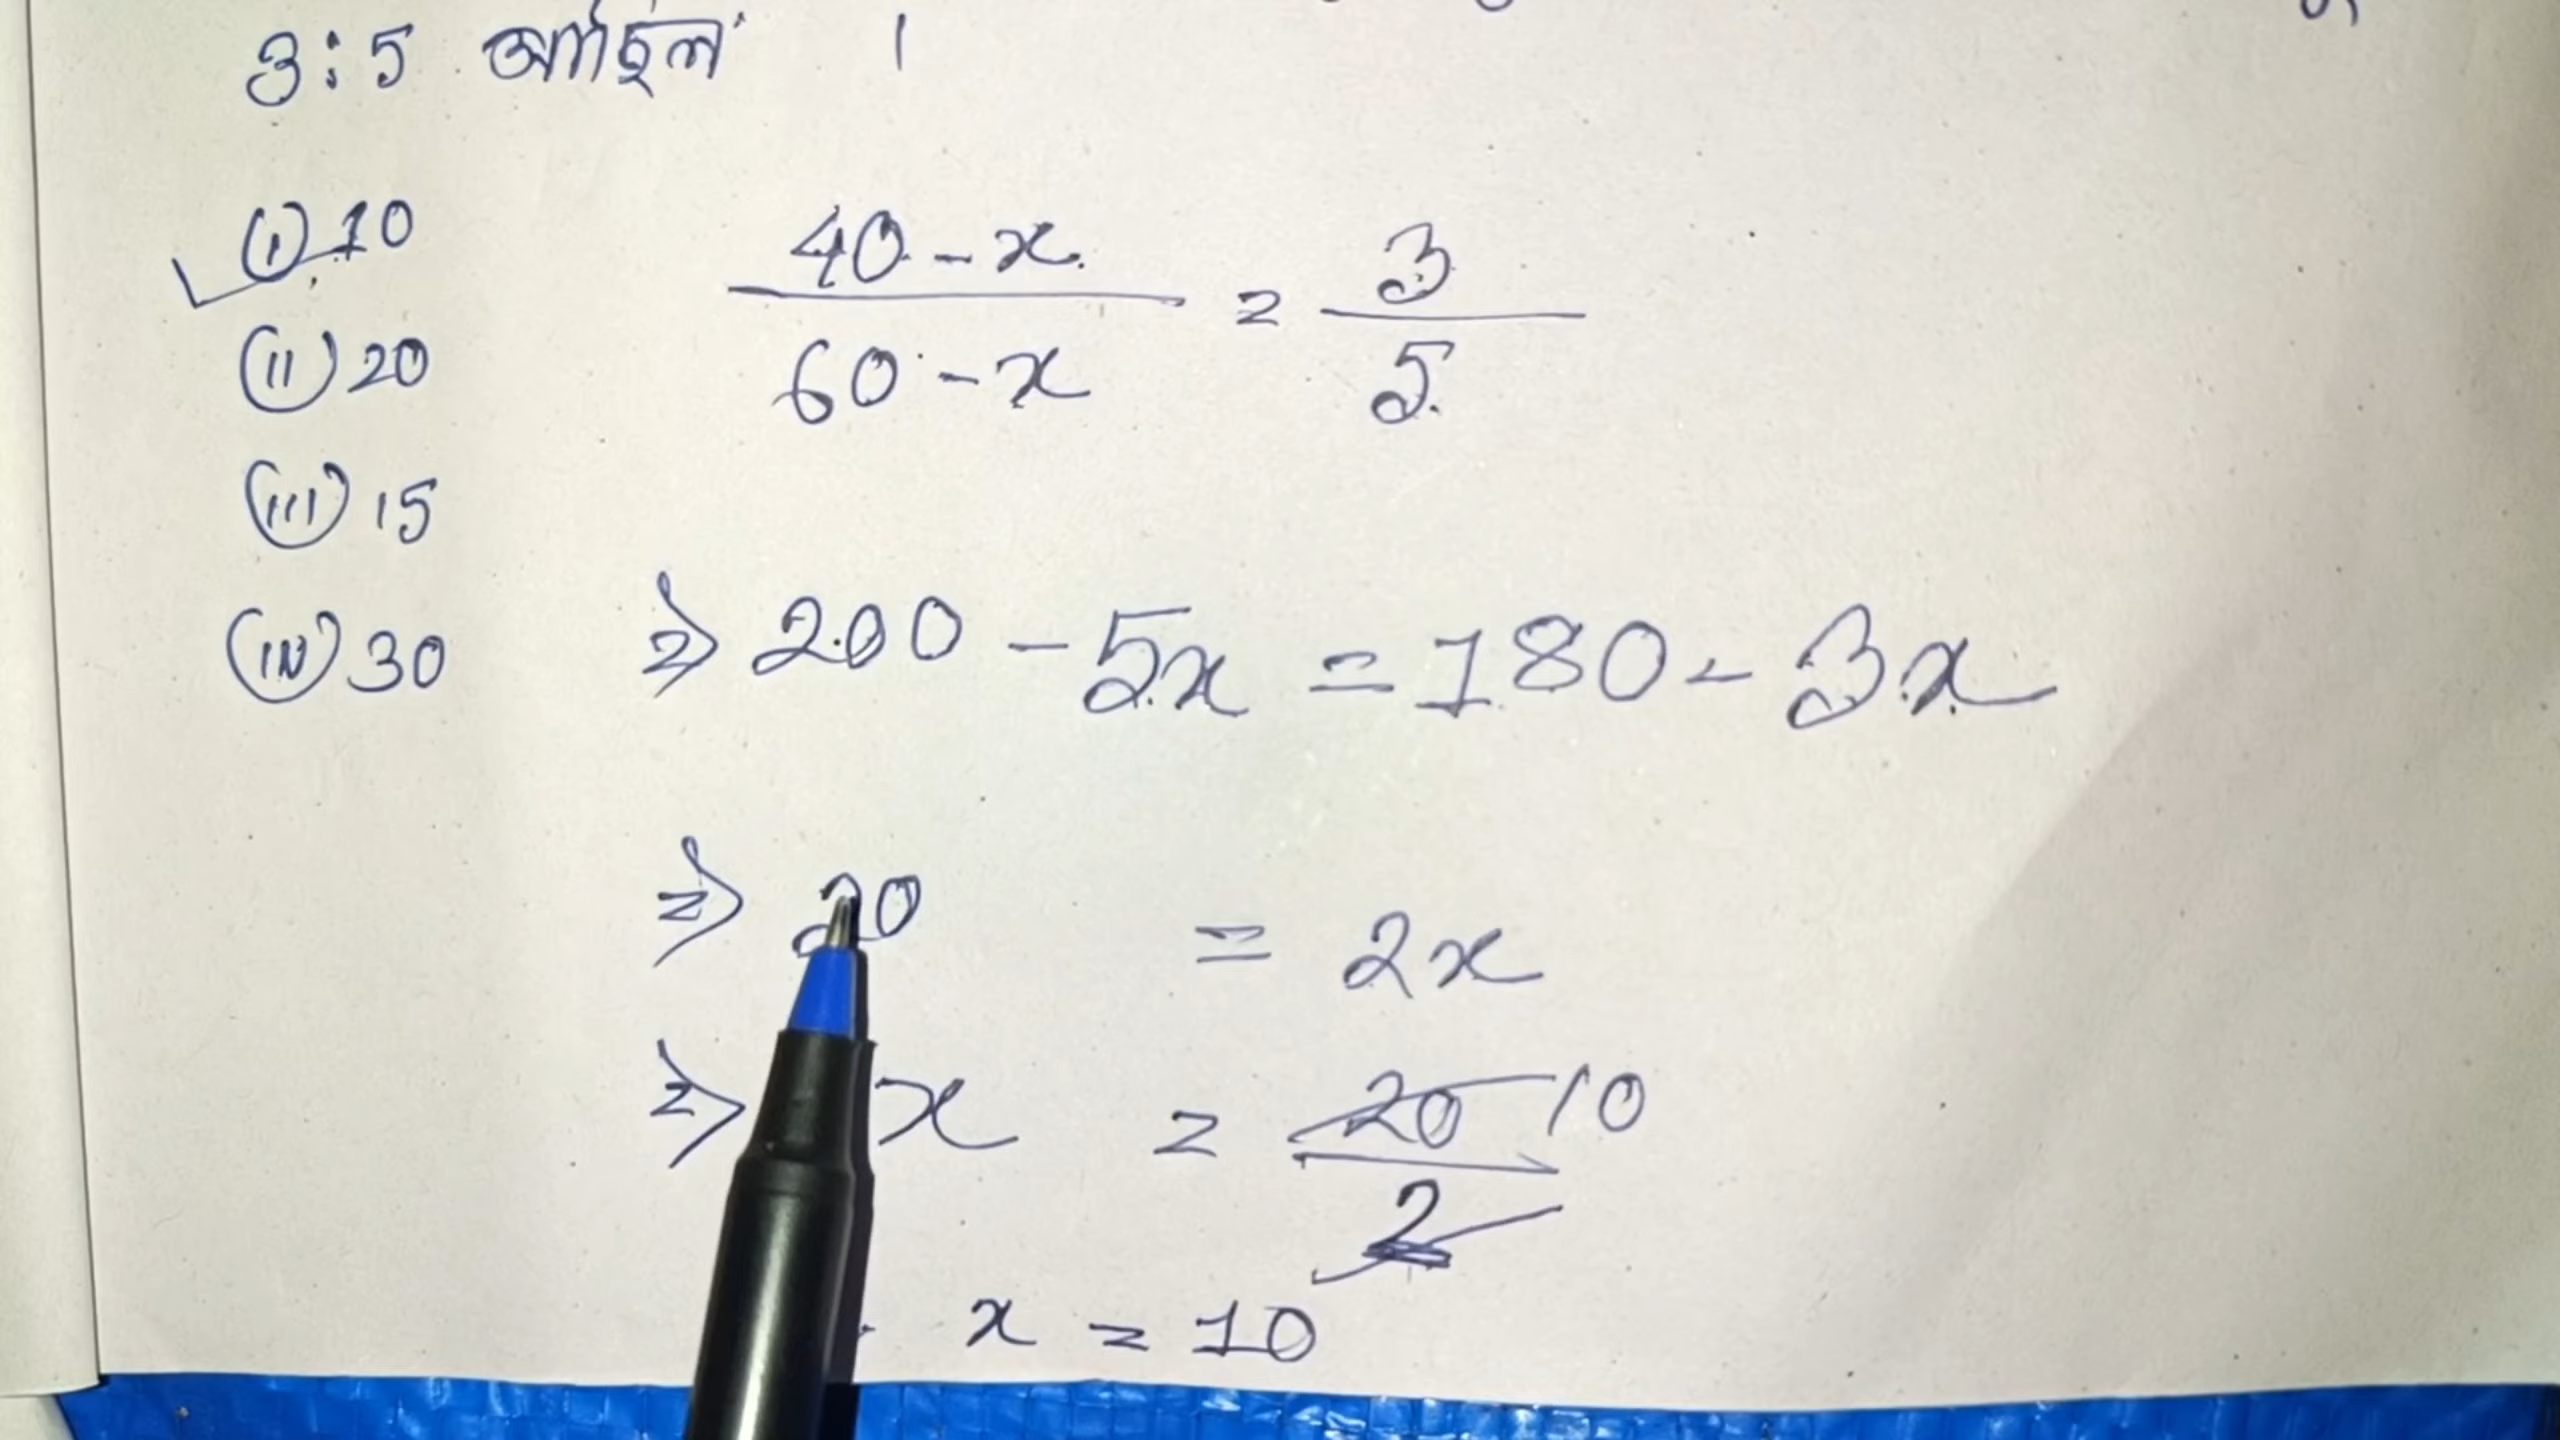 3:5 আছিল ।
(i) 10
(ii) 20
(iii) 15
(iv) 30
40 - x / 60 - x = 3 / 5
⇒ 200 - 5x = 180 - 3x
⇒ 20 = 2x
⇒ x = 20 / 2 10
x = 10